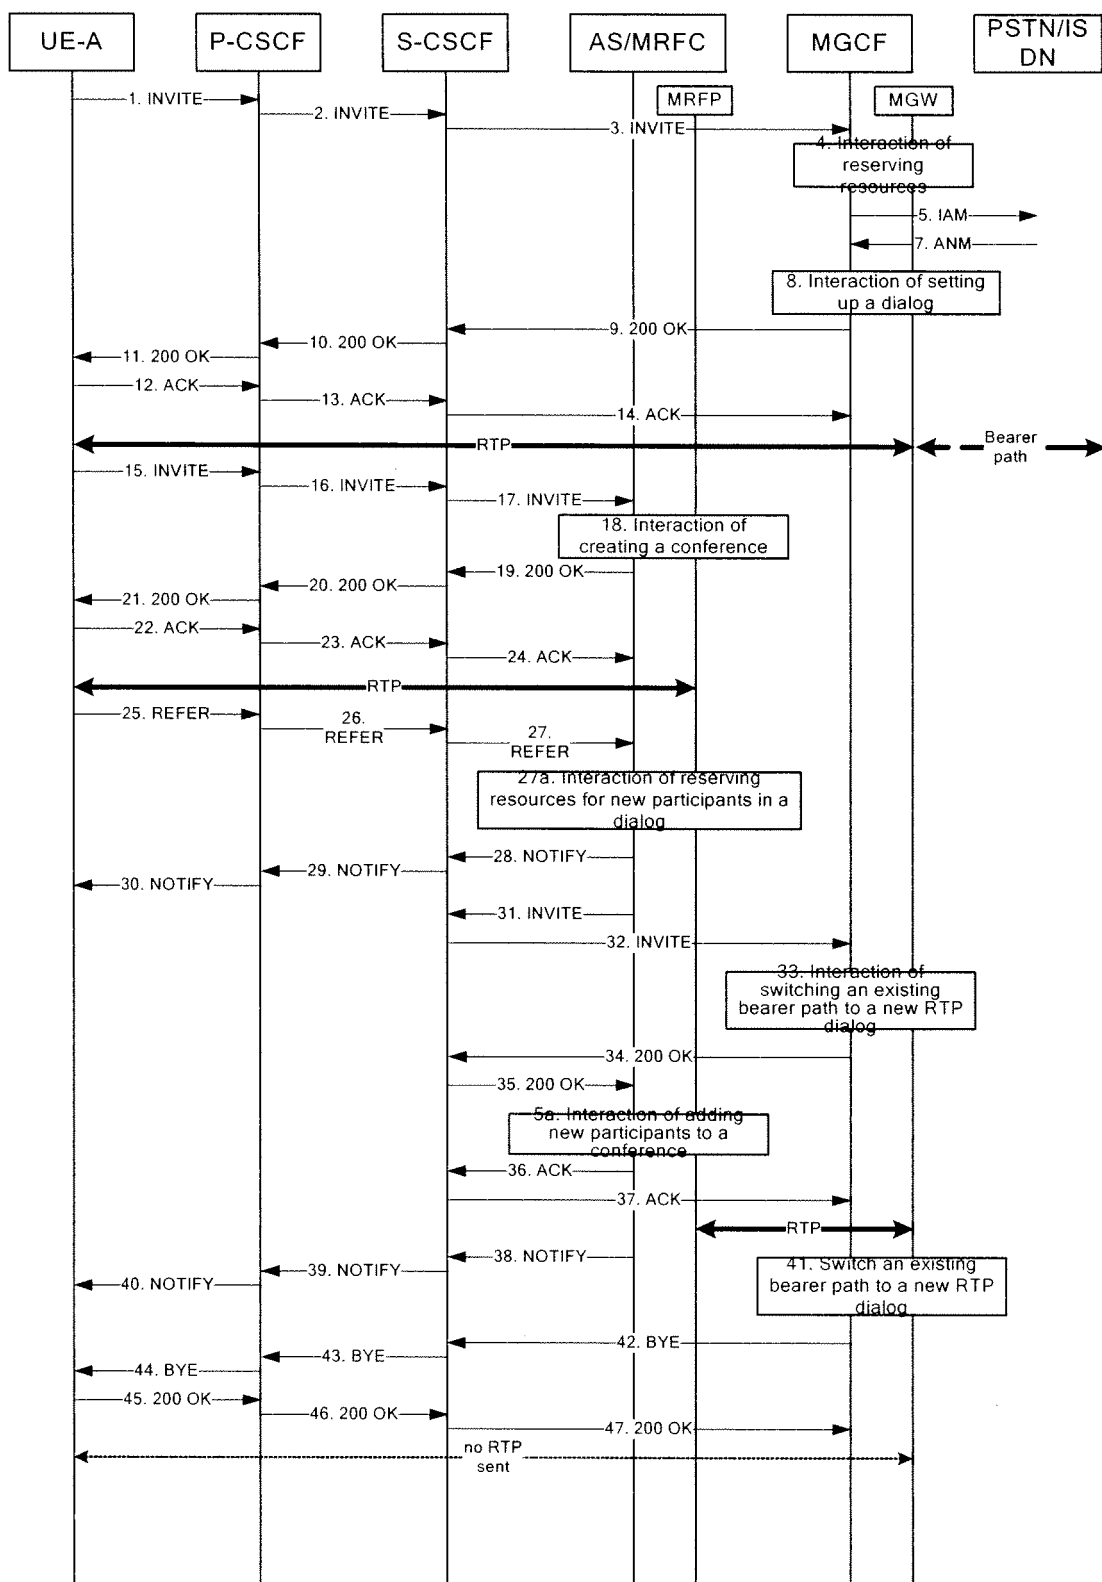 UE-A
P-CSCF
S-CSCF
AS/MRFC
MGCF
PSTN/IS
DN
MRFP
MGW
1. INVITE
2. INVITE
3. INVITE
4. Interaction of
reserving
resources
5. IAM
7. ANM
8. Interaction of setting
up a dialog
9. 200 OK
10. 200 OK
11. 200 OK
12. ACK
13. ACK
14. ACK
RTP
Bearer
path
15. INVITE
16. INVITE
17. INVITE
18. Interaction of
creating a conference
19. 200 OK
20. 200 OK
21. 200 OK
22. ACK
23. ACK
24. ACK
RTP
25. REFER
26.
REFER
27.
REFER
27a. Interaction of reserving
resources for new participants in a
dialog
28. NOTIFY
29. NOTIFY
30. NOTIFY
31. INVITE
32. INVITE
33. Interaction of
switching an existing
bearer path to a new RTP
dialog
34. 200 OK
35. 200 OK
5a. Interaction of adding
new participants to a
conference
36. ACK
37. ACK
RTP
38. NOTIFY
39. NOTIFY
40. NOTIFY
41. Switch an existing
bearer path to a new RTP
dialog
42. BYE
43. BYE
44. BYE
45. 200 OK
46. 200 OK
47. 200 OK
no RTP
sent